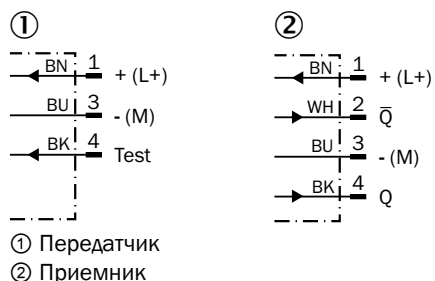 ① ②
BN 1 + (L+)
BU 3 - (M)
BK 4 Test
BN 1 + (L+)
WH 2 Q̅
BU 3 - (M)
BK 4 Q
① Передатчик
② Приемник